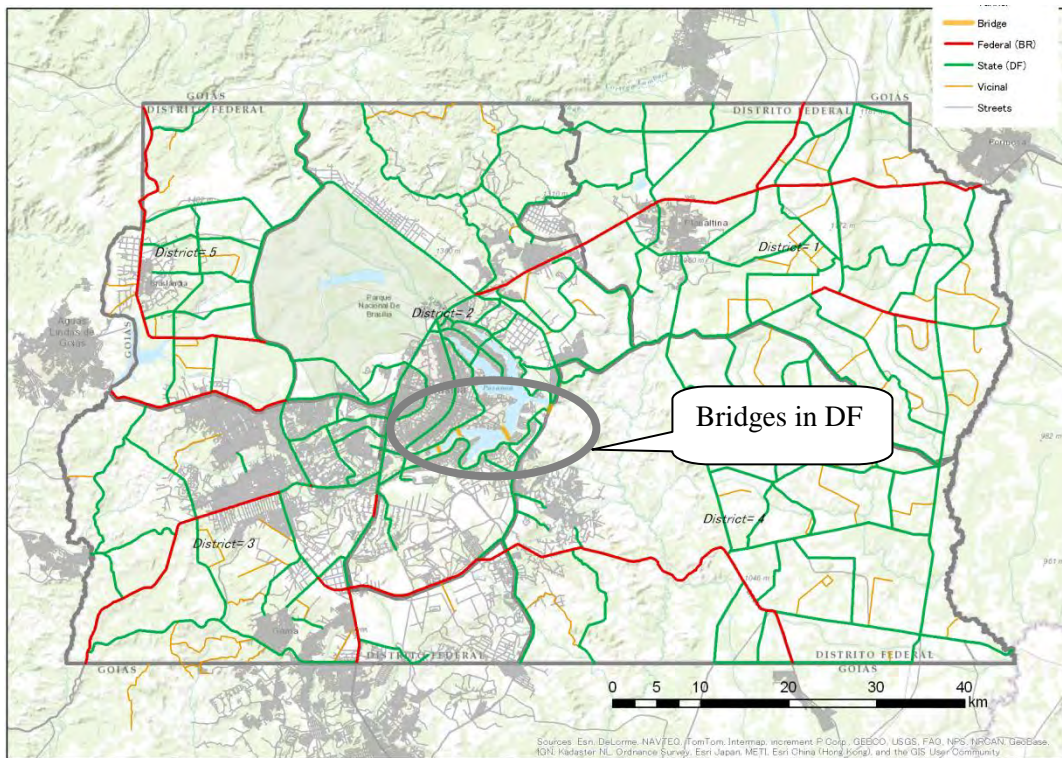 Bridge
Federal (BR)
State (DF)
Vicinal
Streets
GOIÁS
DISTRITO FEDERAL
GOIÁS
DISTRITO FEDERAL
Planaltina
District= 1
District= 5
Parque
Nacional De
Brasília
District= 2
Aguas
Lindas de
Goiás
GOIÁS
Bridges in DF
District= 4
District= 3
Gama
DISTRITO FEDERAL
GOIÁS
DISTRITO FEDERAL
GOIÁS
0 5 10 20 30 40
km
Sources: Esri, DeLorme, NAVTEQ, TomTom, Intermap, increment P Corp., GEBCO, USGS, FAO, NPS, NRCAN, GeoBase,
IGN, Kadaster NL, Ordnance Survey, Esri Japan, METI, Esri China (Hong Kong), and the GIS User Community